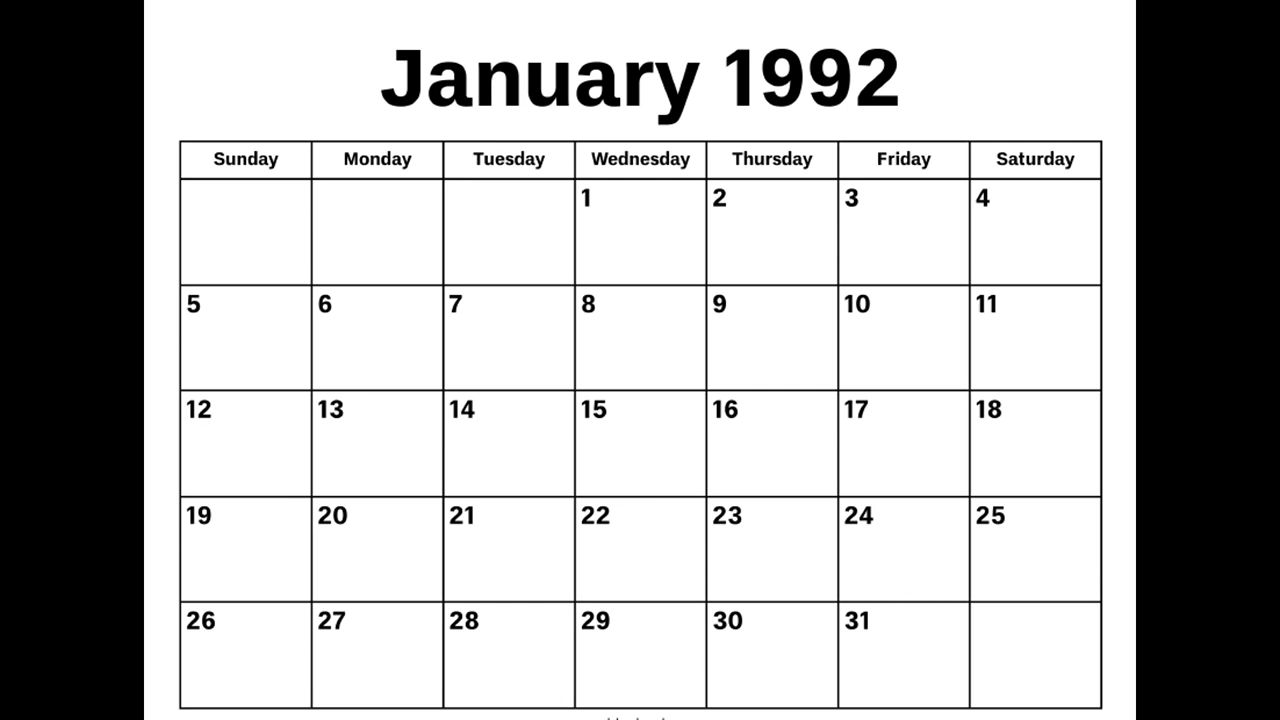 January 1992
Sunday Monday Tuesday Wednesday Thursday Friday Saturday
1 2 3 4
5 6 7 8 9 10 11
12 13 14 15 16 17 18
19 20 21 22 23 24 25
26 27 28 29 30 31